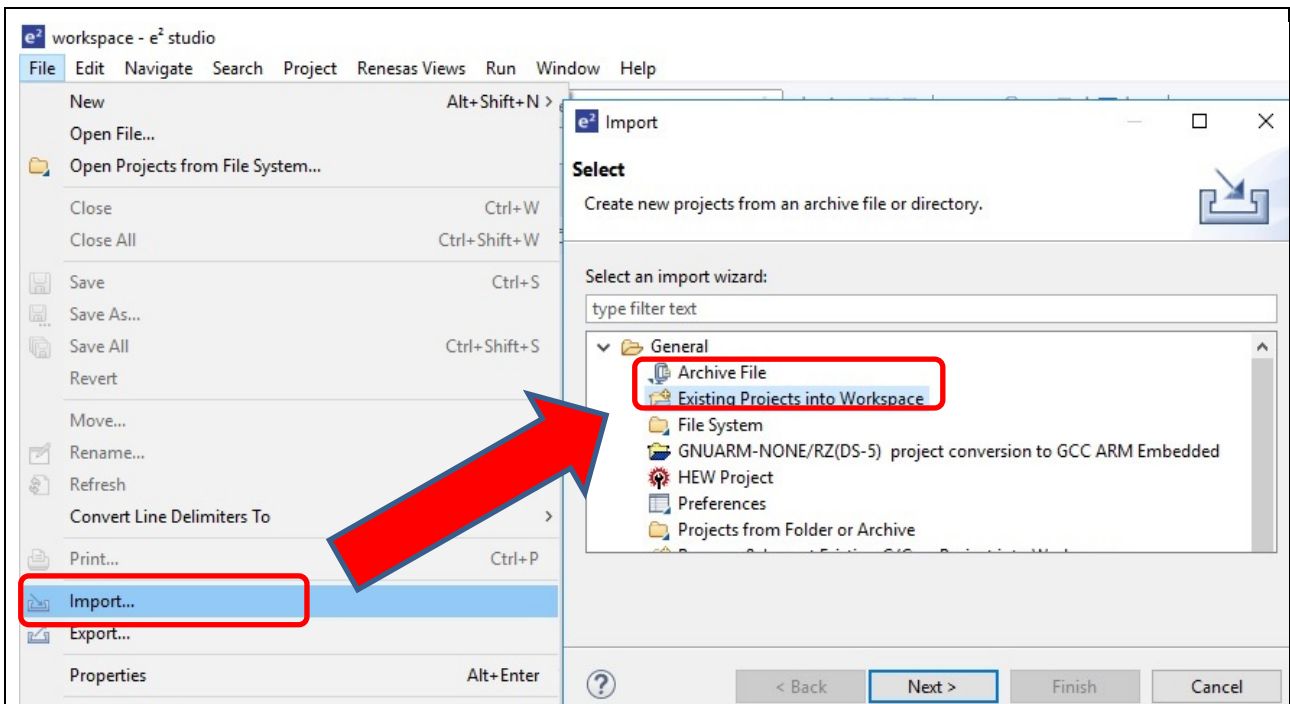 e² workspace - e² studio
File Edit Navigate Search Project Renesas Views Run Window Help
New Alt+Shift+N >
Open File...
Open Projects from File System...
Close Ctrl+W
Close All Ctrl+Shift+W
Save Ctrl+S
Save As...
Save All Ctrl+Shift+S
Revert
Move...
Rename...
Refresh
Convert Line Delimiters To >
Print... Ctrl+P
Import...
Export...
Properties Alt+Enter
e² Import
Select
Create new projects from an archive file or directory.
Select an import wizard:
type filter text
General
Archive File
Existing Projects into Workspace
File System
GNUARM-NONE/RZ(DS-5) project conversion to GCC ARM Embedded
HEW Project
Preferences
Projects from Folder or Archive
? < Back Next > Finish Cancel